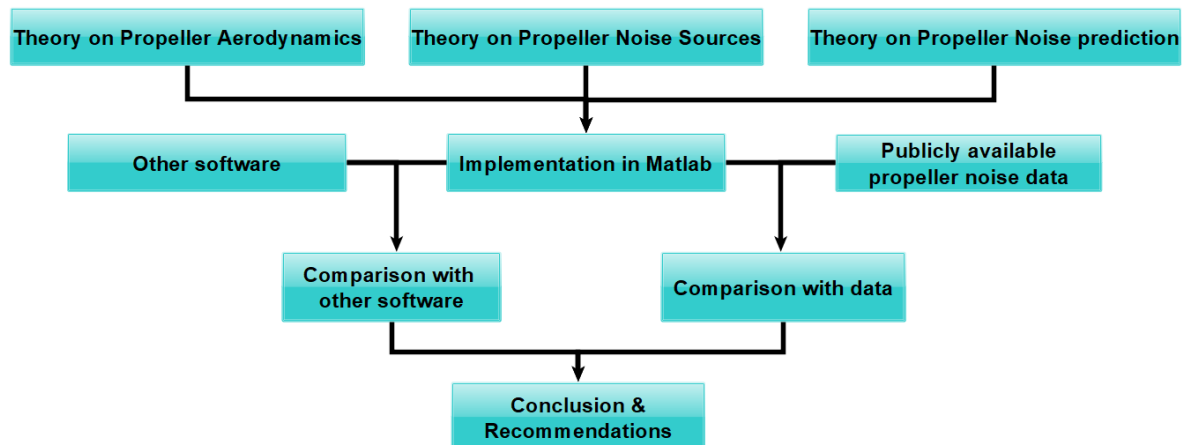 Theory on Propeller Aerodynamics
Theory on Propeller Noise Sources
Theory on Propeller Noise prediction
Other software
Implementation in Matlab
Publicly available
propeller noise data
Comparison with
other software
Comparison with data
Conclusion &
Recommendations